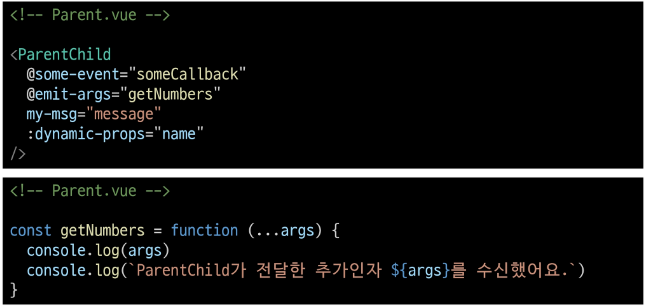 <!-- Parent.vue -->
<ParentChild
@some-event="someCallback"
@emit-args="getNumbers"
my-msg="message"
:dynamic-props="name"
/>
<!-- Parent.vue -->
const getNumbers = function (...args) {
console.log(args)
console.log(`ParentChild가 전달한 추가인자 ${args}를 수신했어요.`)
}